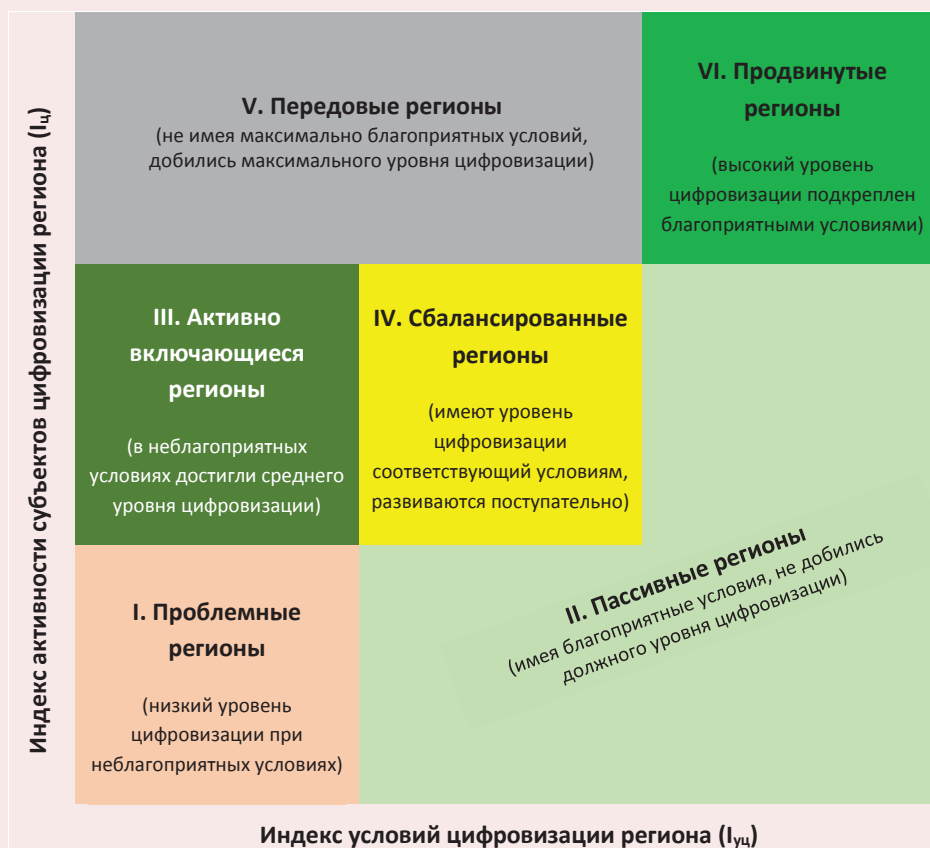 Индекс активности субъектов цифровизации региона (Iц)
V. Передовые регионы
(не имея максимально благоприятных условий,
добились максимального уровня цифровизации)
VI. Продвинутые
регионы
(высокий уровень
цифровизации подкреплен
благоприятными условиями)
III. Активно
включающиеся
регионы
(в неблагоприятных
условиях достигли среднего
уровня цифровизации)
IV. Сбалансированные
регионы
(имеют уровень
цифровизации
соответствующий условиям,
развиваются поступательно)
I. Проблемные
регионы
(низкий уровень
цифровизации при
неблагоприятных условиях)
II. Пассивные регионы
(имея благоприятные условия, не добились
должного уровня цифровизации)
Индекс условий цифровизации региона (Iуц)